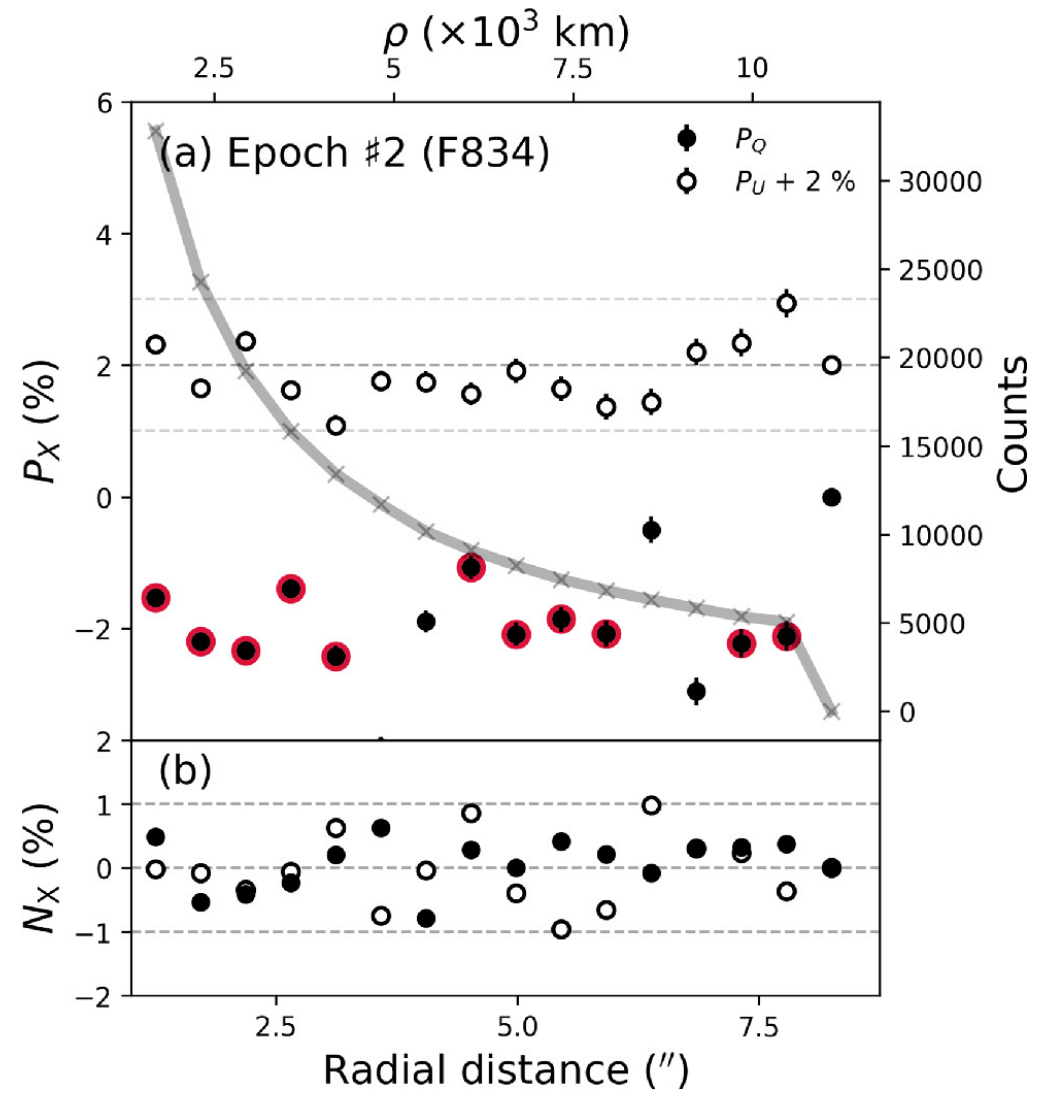 ρ (×10³ km)
2.5 5 7.5 10
(a) Epoch ♯2 (F834)
P_Q
P_U + 2 %
6
4
2
0
−2
P_X (%)
30000
25000
20000
15000
10000
5000
0
Counts
(b)
2
1
0
−1
−2
N_X (%)
2.5 5.0 7.5
Radial distance (″)